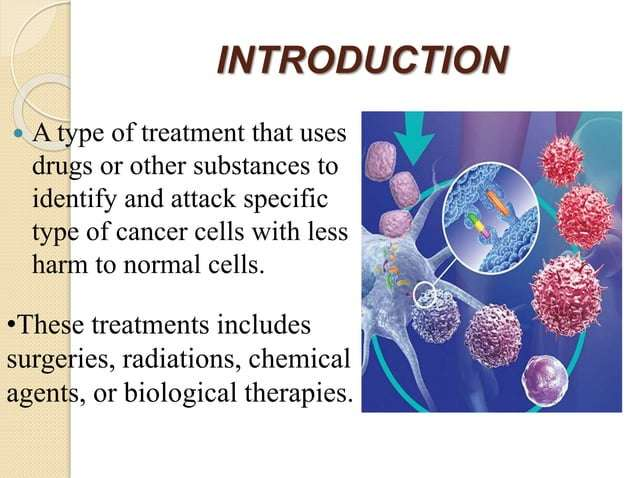 INTRODUCTION
• A type of treatment that uses
drugs or other substances to
identify and attack specific
type of cancer cells with less
harm to normal cells.
•These treatments includes
surgeries, radiations, chemical
agents, or biological therapies.